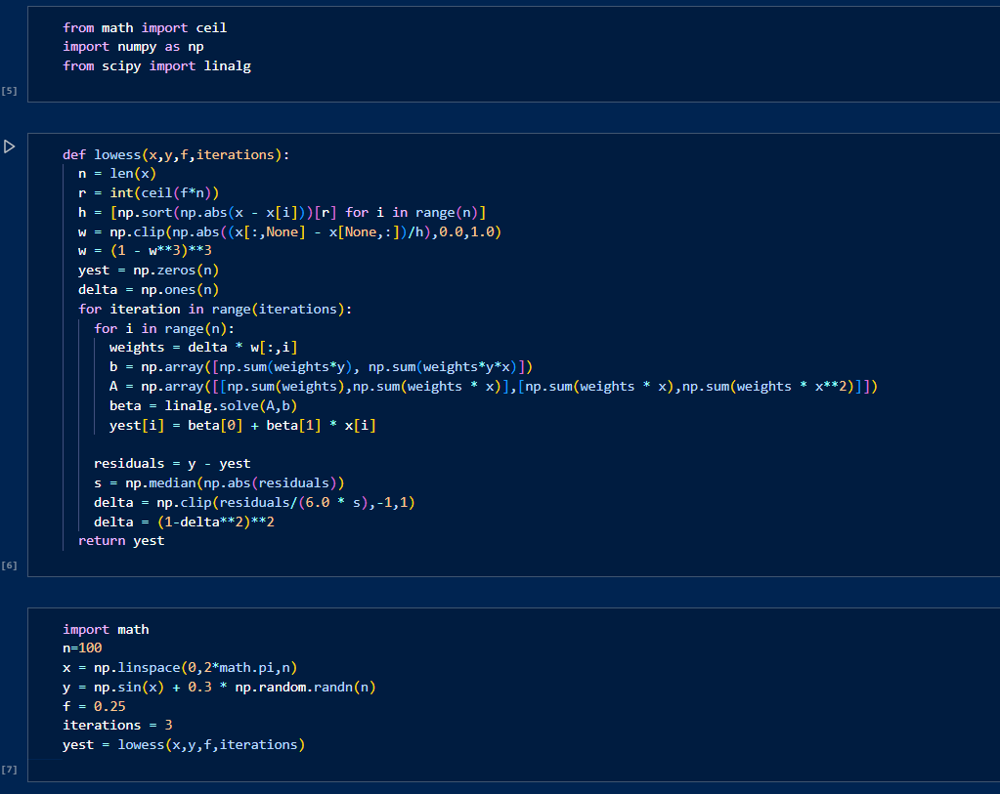 from math import ceil
import numpy as np
from scipy import linalg
[5]
def lowess(x,y,f,iterations):
  n = len(x)
  r = int(ceil(f*n))
  h = [np.sort(np.abs(x - x[i]))[r] for i in range(n)]
  w = np.clip(np.abs((x[:,None] - x[None,:])/h),0.0,1.0)
  w = (1 - w**3)**3
  yest = np.zeros(n)
  delta = np.ones(n)
  for iteration in range(iterations):
    for i in range(n):
      weights = delta * w[:,i]
      b = np.array([np.sum(weights*y), np.sum(weights*y*x)])
      A = np.array([[np.sum(weights),np.sum(weights * x)],[np.sum(weights * x),np.sum(weights * x**2)]])
      beta = linalg.solve(A,b)
      yest[i] = beta[0] + beta[1] * x[i]
    residuals = y - yest
    s = np.median(np.abs(residuals))
    delta = np.clip(residuals/(6.0 * s),-1,1)
    delta = (1-delta**2)**2
  return yest
[6]
import math
n=100
x = np.linspace(0,2*math.pi,n)
y = np.sin(x) + 0.3 * np.random.randn(n)
f = 0.25
iterations = 3
yest = lowess(x,y,f,iterations)
[7]